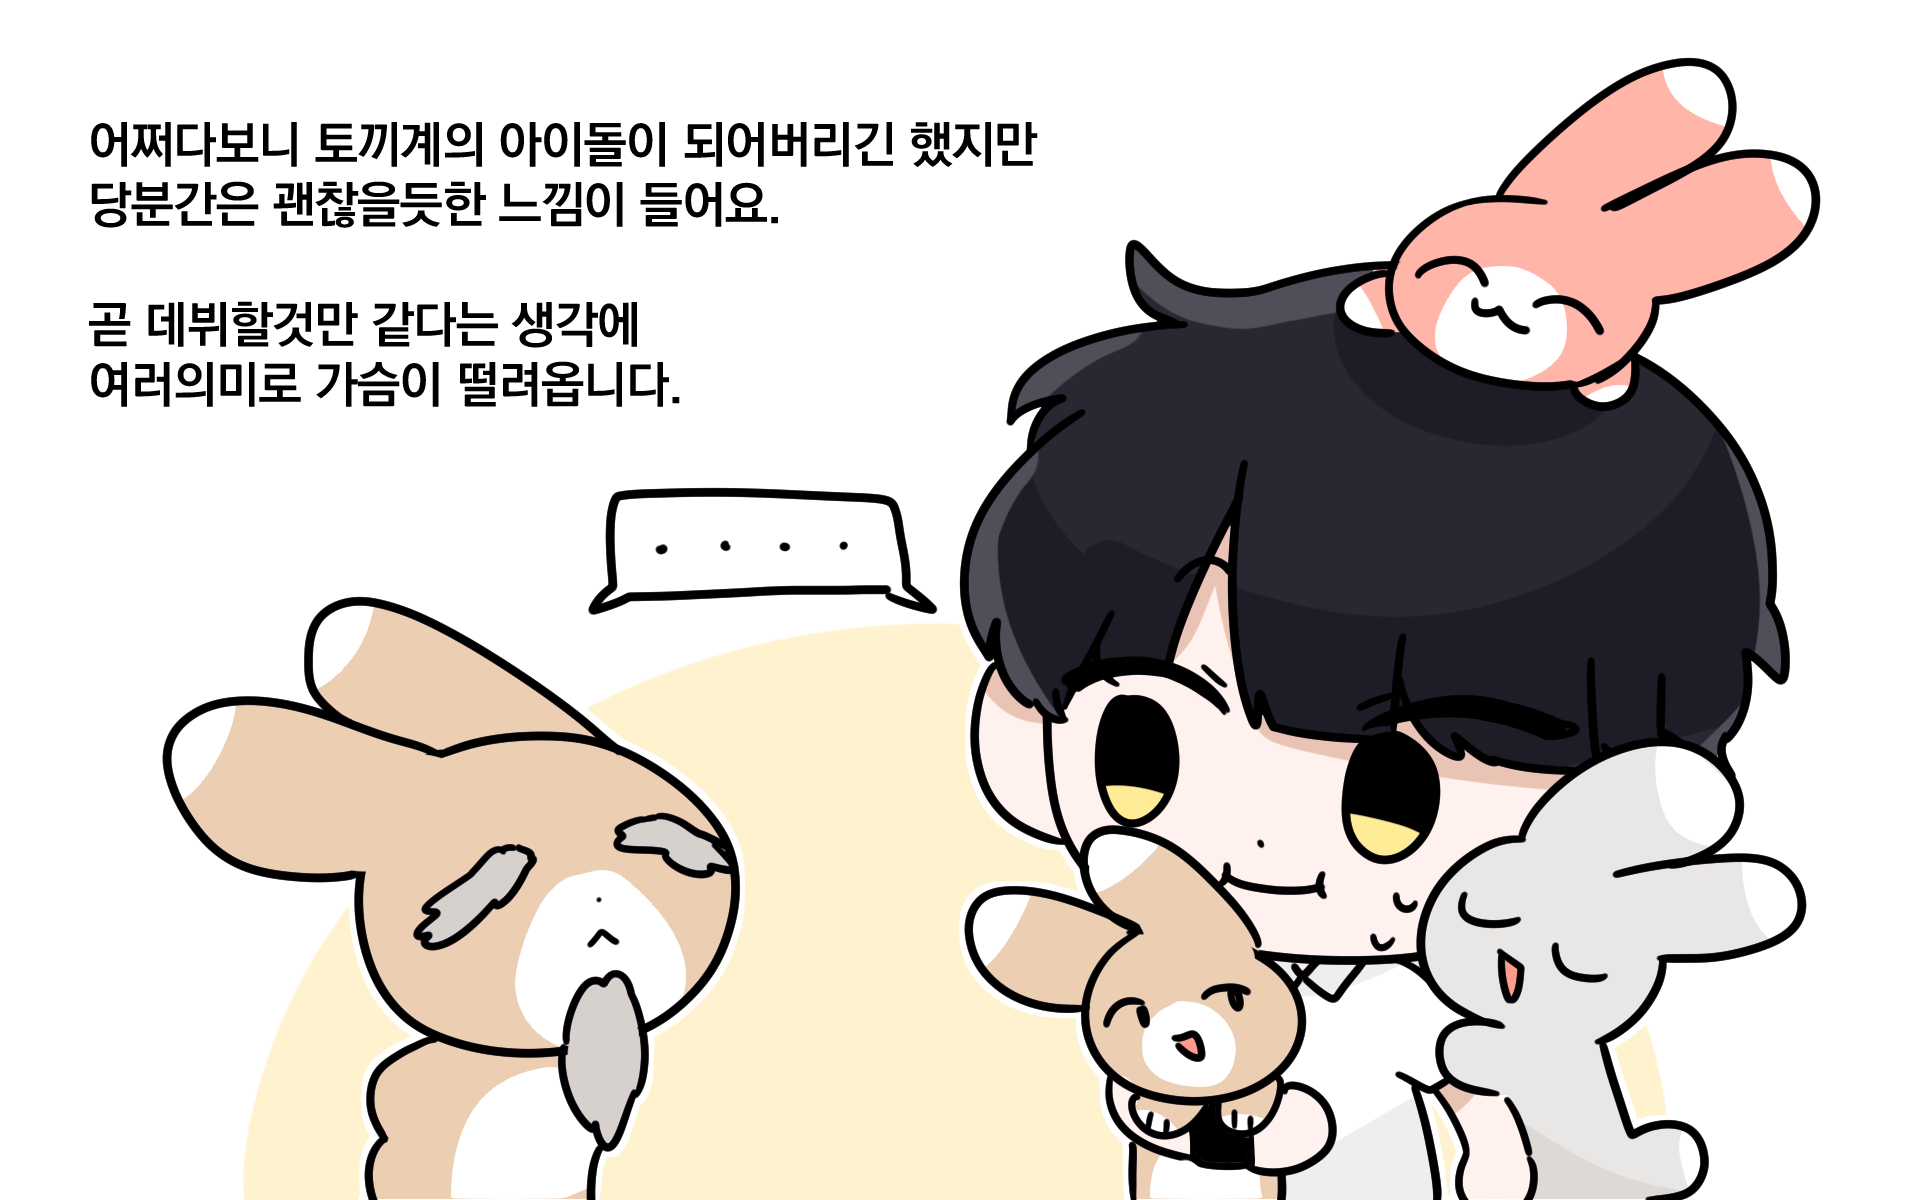 어쩌다보니 토끼계의 아이돌이 되어버리긴 했지만
당분간은 괜찮을듯한 느낌이 들어요.
곧 데뷔할것만 같다는 생각에
여러의미로 가슴이 떨려옵니다.
. . . .